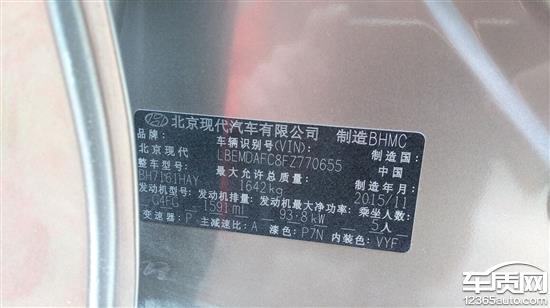 北京现代汽车有限公司 制造BHMC
北京现代 车辆识别号(VIN): 制造国:
LBEMDAFC8FZ770655 中国
整车型号: 最大允许总质量: 制造年月:
BH7161HAY 1642kg 2015/11
发动机型号: 发动机排量: 发动机最大净功率: 乘坐人数:
G4FG 1591ml 93.8kW 5人
变速器: P 主减速比: A 漆色: P7N 内装色: VYF
车质网
12365auto.com